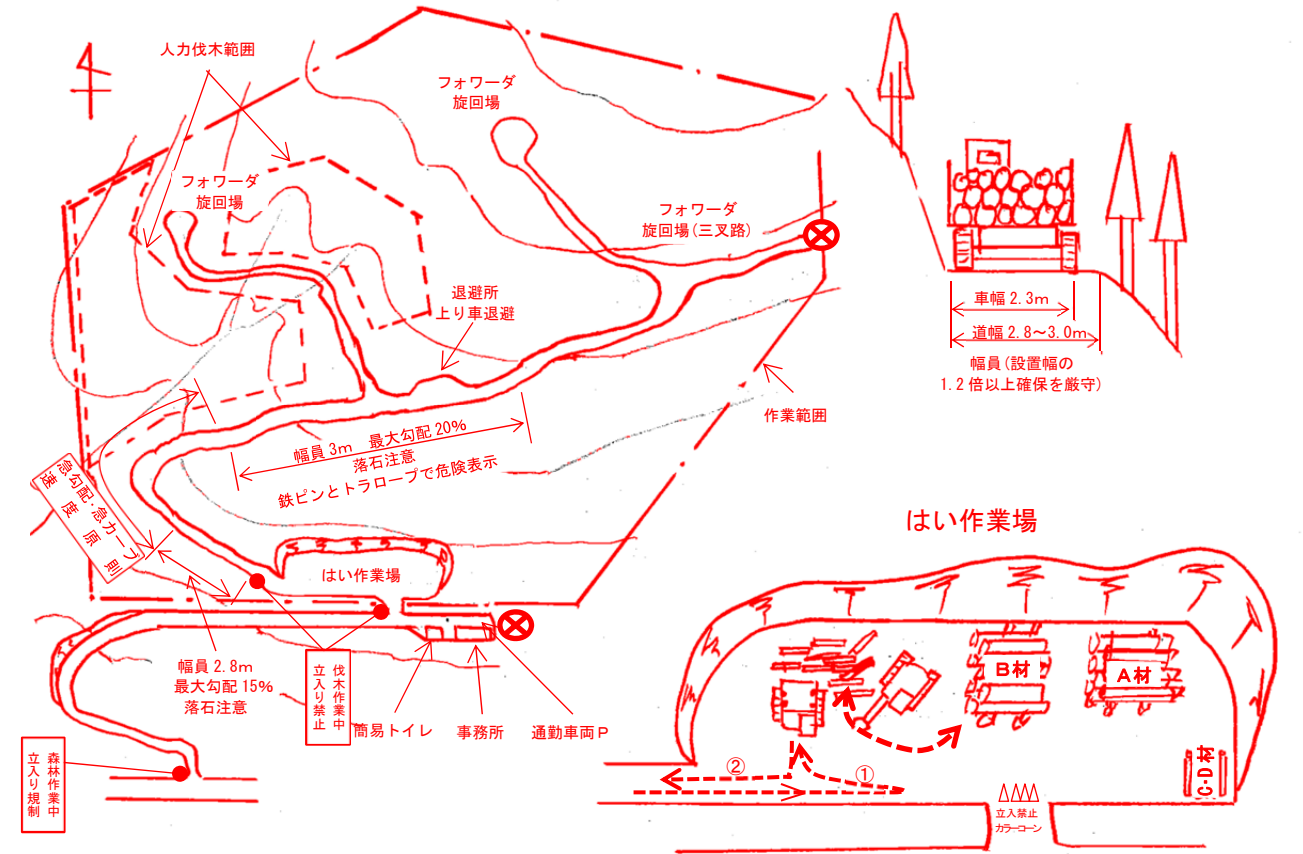 人力伐木範囲
フォワーダ
旋回場
フォワーダ
旋回場
フォワーダ
旋回場(三叉路)
退避所
上り車退避
車幅 2.3m
道幅 2.8～3.0m
幅員(設置幅の
1.2 倍以上確保を厳守)
作業範囲
幅員 3m 最大勾配 20%
落石注意
鉄ピンとトラロープで危険表示
急勾配・急カーブ
速度原則
はい作業場
はい作業場
幅員 2.8m
最大勾配 15%
落石注意
伐木作業中
立入り禁止
簡易トイレ
事務所
通勤車両P
森林作業中
立入り規制
B材
A材
C・D材
②
①
立入禁止
カラーコーン